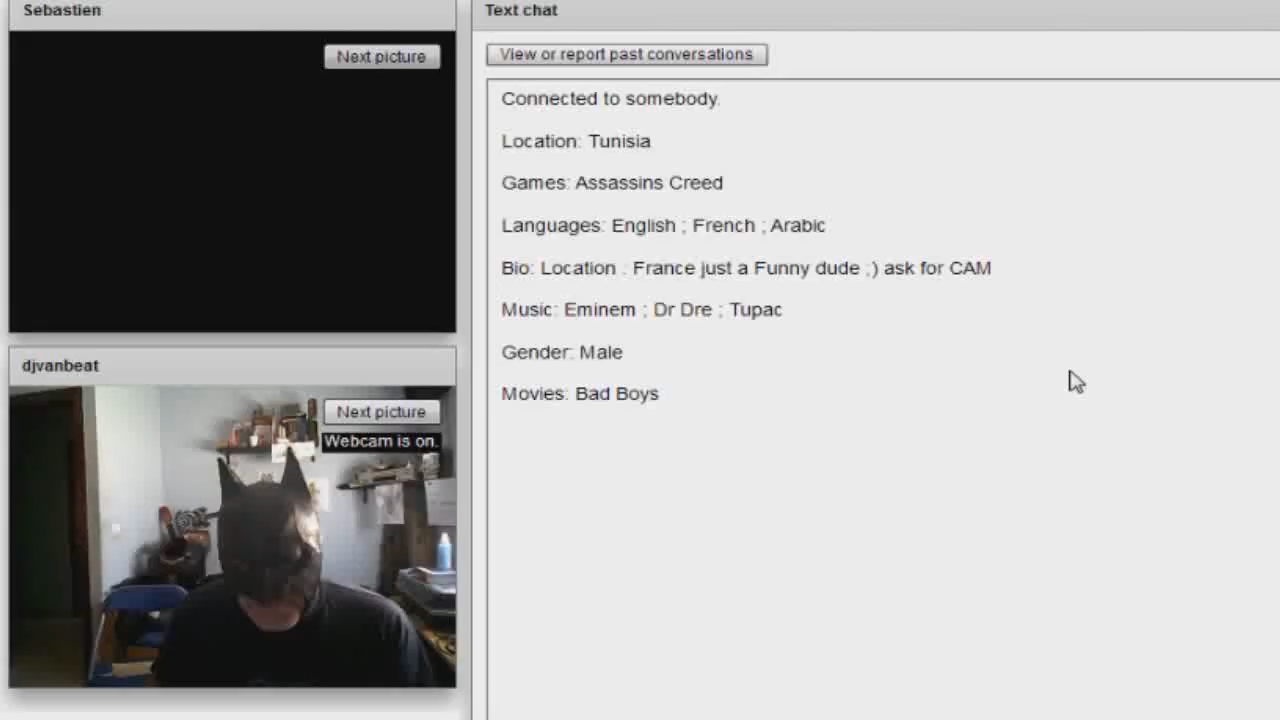 Sebastien
Next picture
djvanbeat
Next picture
Webcam is on.
Text chat
View or report past conversations
Connected to somebody.
Location: Tunisia
Games: Assassins Creed
Languages: English ; French ; Arabic
Bio: Location : France just a Funny dude ;) ask for CAM
Music: Eminem ; Dr Dre ; Tupac
Gender: Male
Movies: Bad Boys